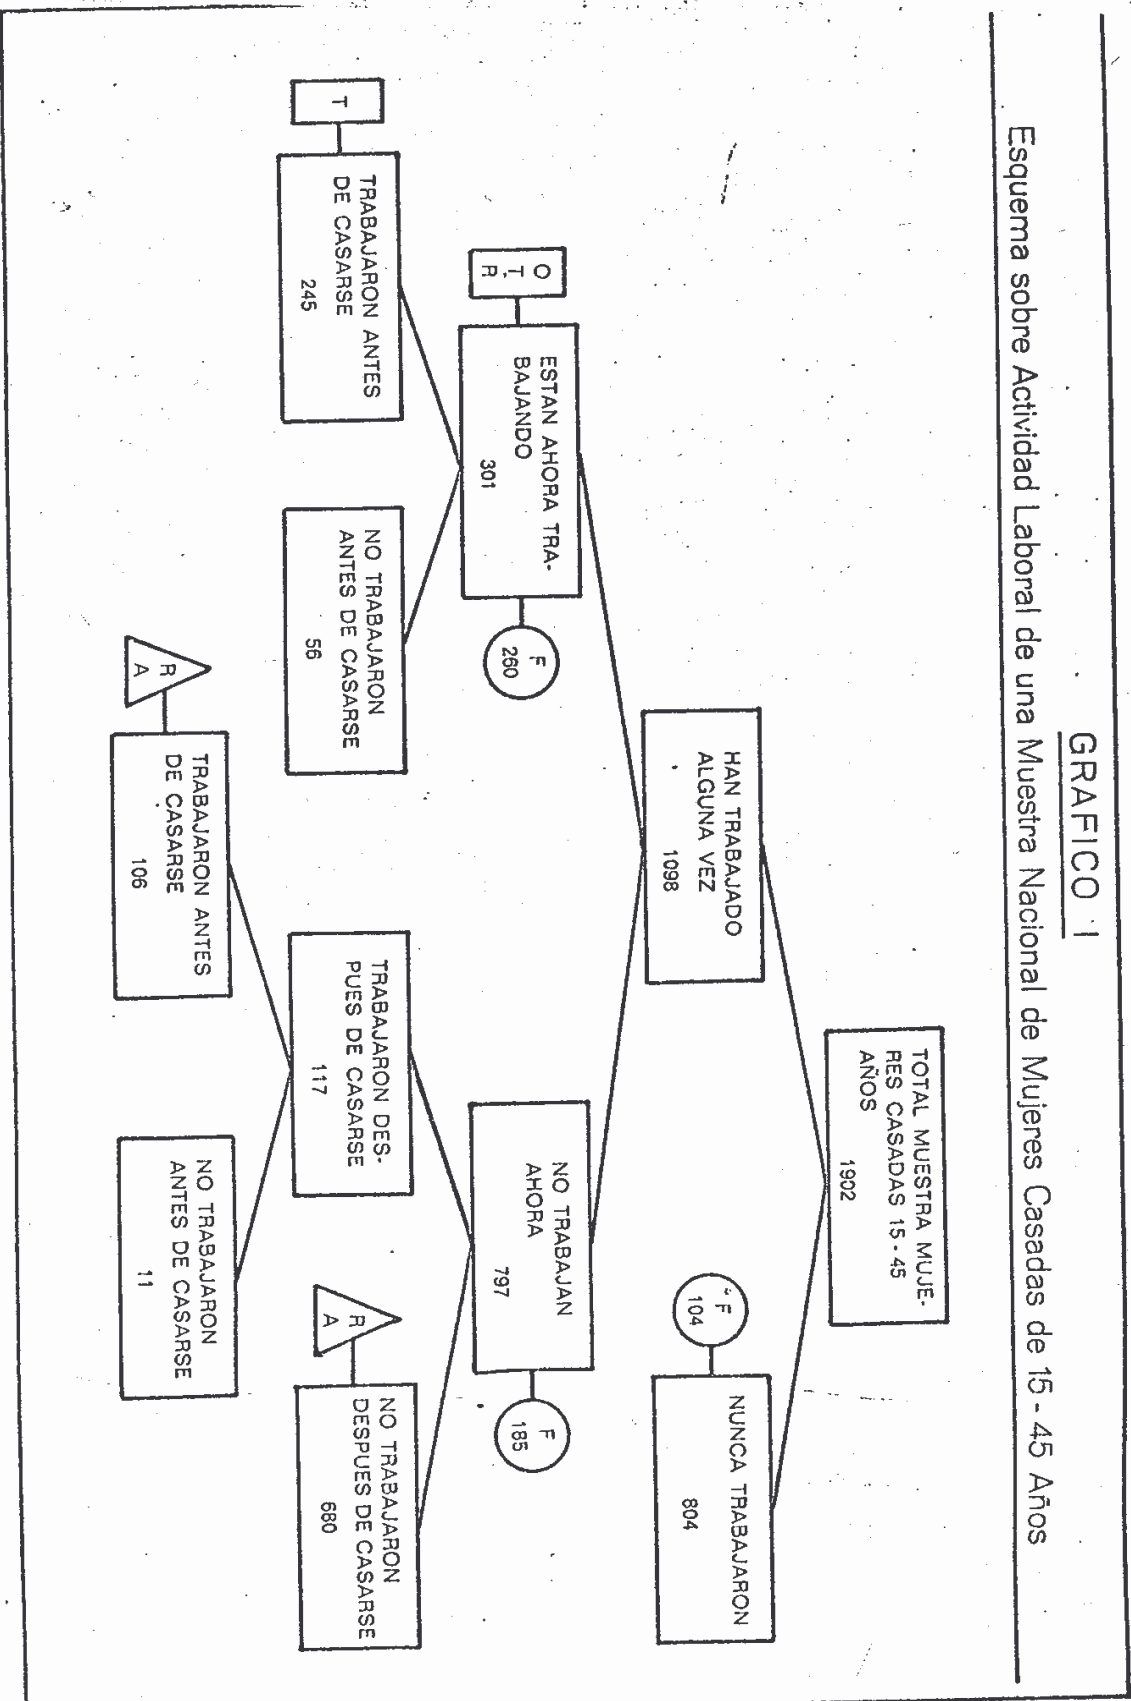 GRAFICO 1
Esquema sobre Actividad Laboral de una Muestra Nacional de Mujeres Casadas de 15 - 45 Años
TOTAL MUESTRA MUJE-
RES CASADAS 15 - 45
AÑOS
1902
HAN TRABAJADO
ALGUNA VEZ
1098
F
104
NUNCA TRABAJARON
804
O
T
R
ESTAN AHORA TRA-
BAJANDO
301
F
260
NO TRABAJAN
AHORA
797
F
185
T
TRABAJARON ANTES
DE CASARSE
245
NO TRABAJARON
ANTES DE CASARSE
56
TRABAJARON DES-
PUES DE CASARSE
117
R
A
NO TRABAJARON
DESPUES DE CASARSE
680
R
A
TRABAJARON ANTES
DE CASARSE
106
NO TRABAJARON
ANTES DE CASARSE
11